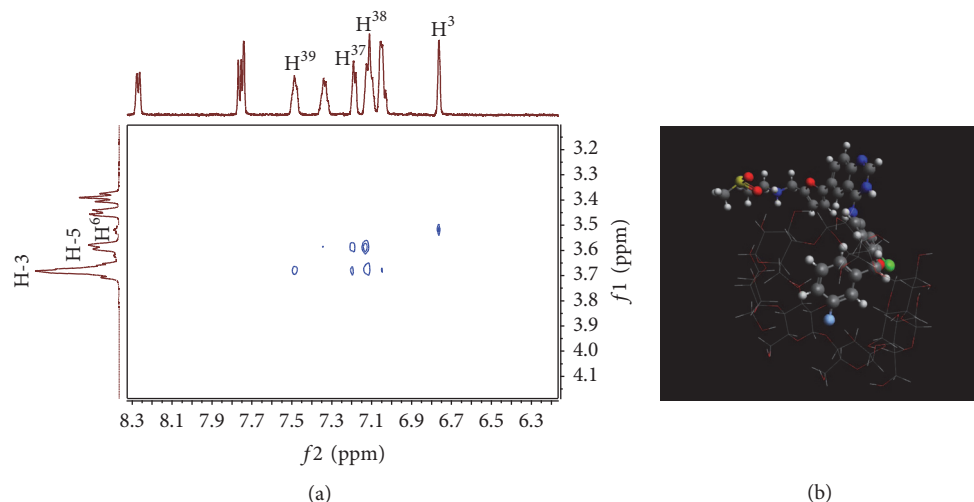 H³⁹
H³⁷
H³⁸
H³
H-3
H-5
H⁶
3.2
3.3
3.4
3.5
3.6
3.7
3.8
3.9
4.0
4.1
f1 (ppm)
8.3 7.9 7.7 7.5 7.3 7.1 6.9 6.7 6.5 6.3
f2 (ppm)
(a)
(b)